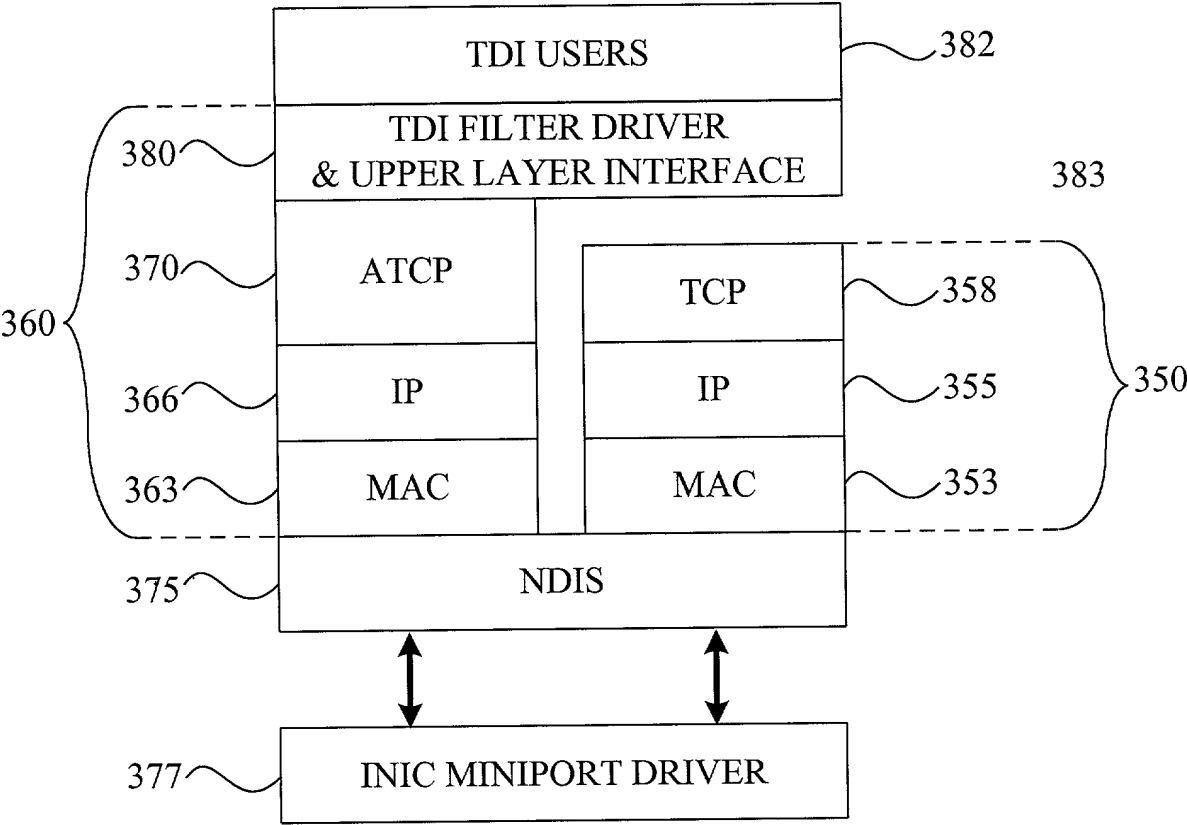 TDI USERS
382
380
TDI FILTER DRIVER
& UPPER LAYER INTERFACE
383
370
ATCP
TCP
358
360
366
IP
IP
355
350
363
MAC
MAC
353
375
NDIS
377
INIC MINIPORT DRIVER